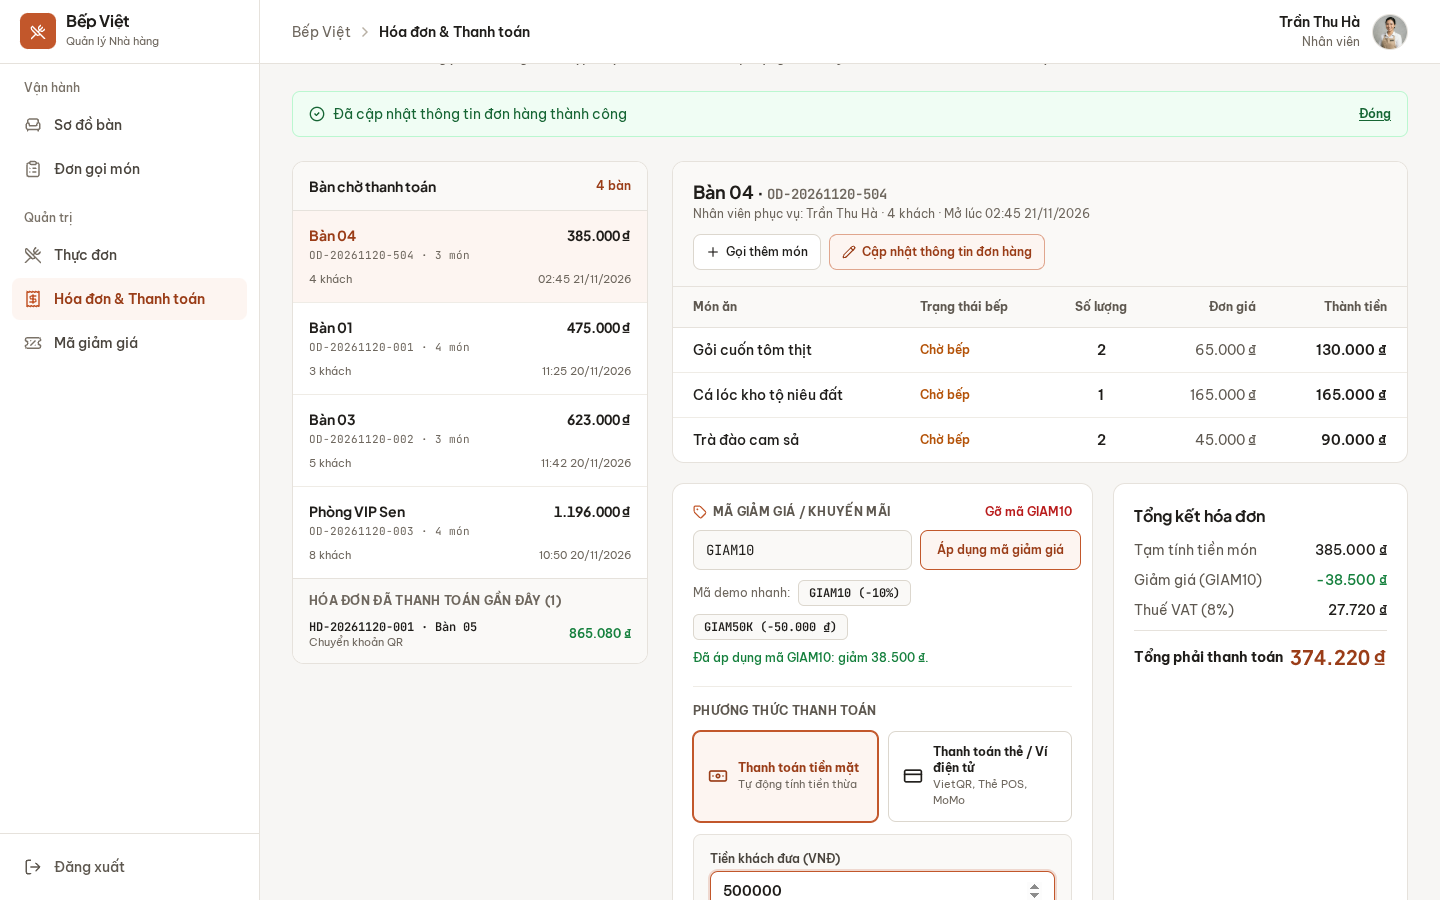 Bếp Việt
Quản lý Nhà hàng
Bếp Việt
Hóa đơn & Thanh toán
Trần Thu Hà
Nhân viên
Vận hành
Sơ đồ bàn
Đơn gọi món
Quản trị
Thực đơn
Hóa đơn & Thanh toán
Mã giảm giá
Đăng xuất
Đã cập nhật thông tin đơn hàng thành công
Đóng
Bàn chờ thanh toán
4 bàn
Bàn 04
385.000 ₫
OD-20261120-504 · 3 món
4 khách
02:45 21/11/2026
Bàn 01
475.000 ₫
OD-20261120-001 · 4 món
3 khách
11:25 20/11/2026
Bàn 03
623.000 ₫
OD-20261120-002 · 3 món
5 khách
11:42 20/11/2026
Phòng VIP Sen
1.196.000 ₫
OD-20261120-003 · 4 món
8 khách
10:50 20/11/2026
HÓA ĐƠN ĐÃ THANH TOÁN GẦN ĐÂY (1)
HD-20261120-001 · Bàn 05
Chuyển khoản QR
865.080 ₫
Bàn 04 · OD-20261120-504
Nhân viên phục vụ: Trần Thu Hà · 4 khách · Mở lúc 02:45 21/11/2026
Gọi thêm món
Cập nhật thông tin đơn hàng
Món ăn Trạng thái bếp Số lượng Đơn giá Thành tiền
Gỏi cuốn tôm thịt Chờ bếp 2 65.000 ₫ 130.000 ₫
Cá lóc kho tộ niêu đất Chờ bếp 1 165.000 ₫ 165.000 ₫
Trà đào cam sả Chờ bếp 2 45.000 ₫ 90.000 ₫
MÃ GIẢM GIÁ / KHUYẾN MÃI
Gỡ mã GIAM10
GIAM10
Áp dụng mã giảm giá
Mã demo nhanh:
GIAM10 (-10%)
GIAM50K (-50.000 ₫)
Đã áp dụng mã GIAM10: giảm 38.500 ₫.
PHƯƠNG THỨC THANH TOÁN
Thanh toán tiền mặt
Tự động tính tiền thừa
Thanh toán thẻ / Ví
điện tử
VietQR, Thẻ POS,
MoMo
Tiền khách đưa (VNĐ)
500000
Tổng kết hóa đơn
Tạm tính tiền món 385.000 ₫
Giảm giá (GIAM10) -38.500 ₫
Thuế VAT (8%) 27.720 ₫
Tổng phải thanh toán 374.220 ₫